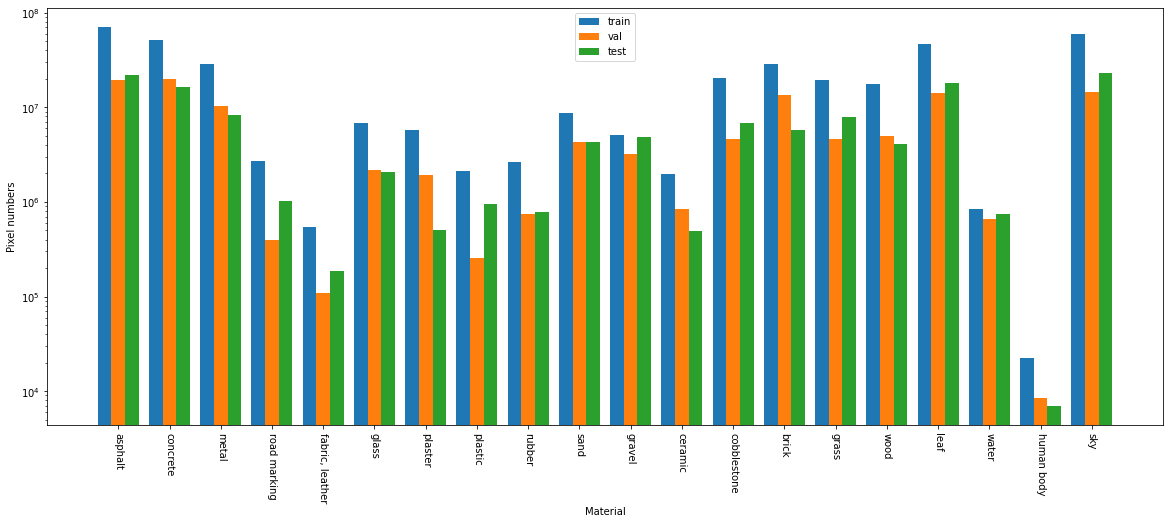 10⁸
10⁷
10⁶
10⁵
10⁴
Pixel numbers
train
val
test
asphalt
concrete
metal
road marking
fabric, leather
glass
plaster
plastic
rubber
sand
gravel
ceramic
cobblestone
brick
grass
wood
leaf
water
human body
sky
Material